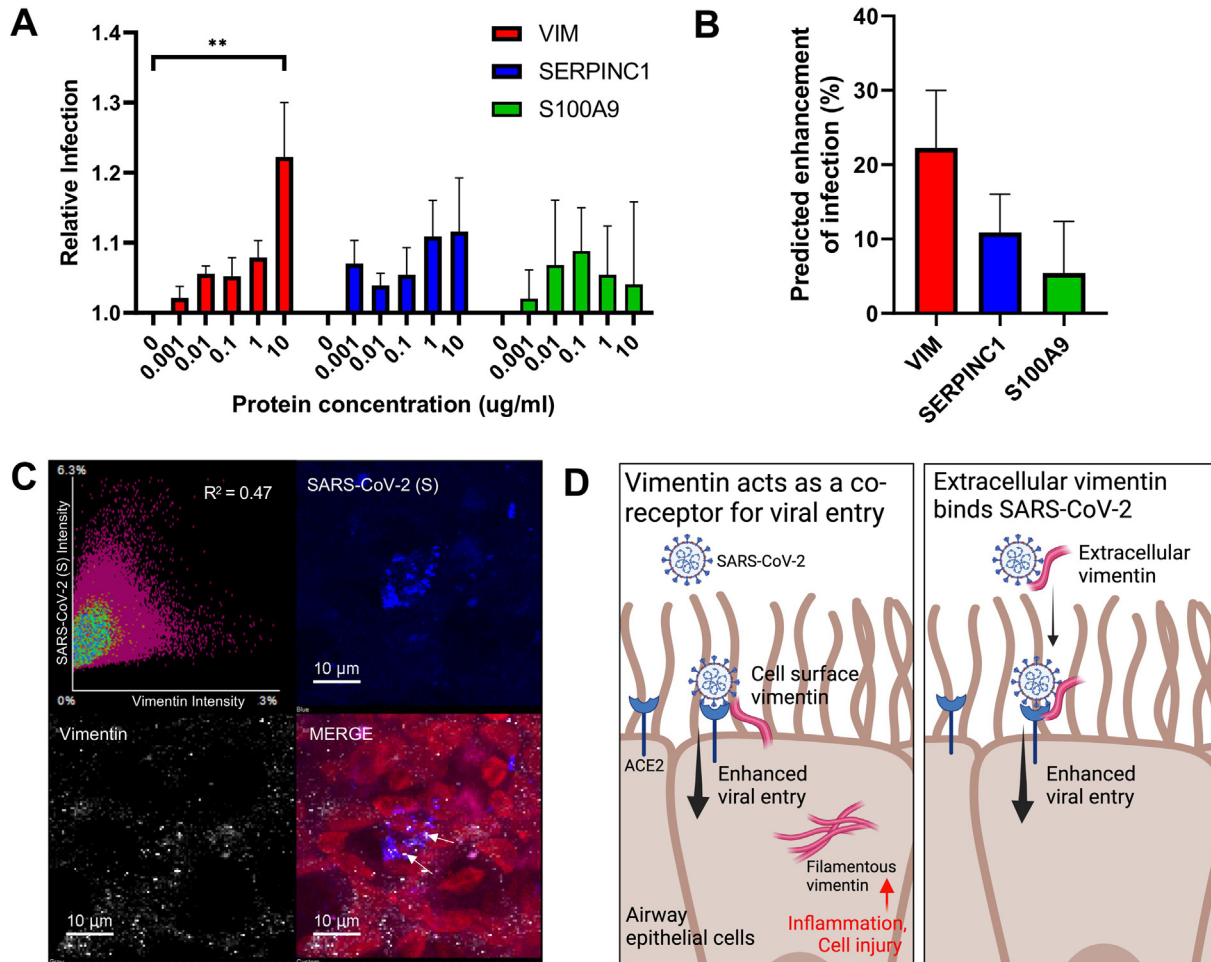 A
Relative Infection
1.4
1.3
1.2
1.1
1.0
**
VIM
SERPINC1
S100A9
0 0.001 0.01 0.1 1 10 0 0.001 0.01 0.1 1 10 0 0.001 0.01 0.1 1 10
Protein concentration (ug/ml)
B
Predicted enhancement
of infection (%)
40
30
20
10
0
VIM
SERPINC1
S100A9
C
6.3%
R² = 0.47
SARS-CoV-2 (S) Intensity
0%
Vimentin Intensity
3%
SARS-CoV-2 (S)
10 µm
Blue
Vimentin
10 µm
MERGE
10 µm
D
Vimentin acts as a co-
receptor for viral entry
SARS-CoV-2
Cell surface
vimentin
ACE2
Enhanced
viral entry
Filamentous
vimentin
Airway
epithelial cells
Inflammation,
Cell injury
Extracellular vimentin
binds SARS-CoV-2
Extracellular
vimentin
Enhanced
viral entry